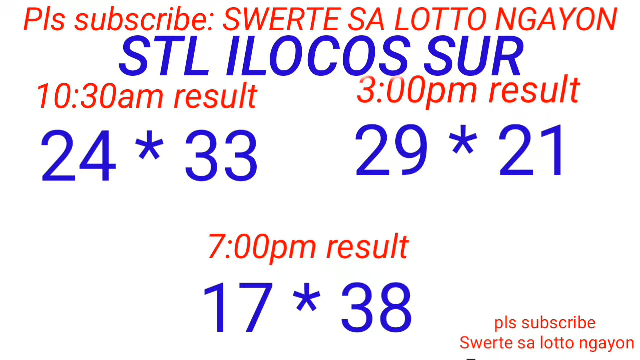 Pls subscribe: SWERTE SA LOTTO NGAYON
STL ILOCOS SUR
10:30am result
24 * 33
3:00pm result
29 * 21
7:00pm result
17 * 38
pls subscribe
Swerte sa lotto ngayon